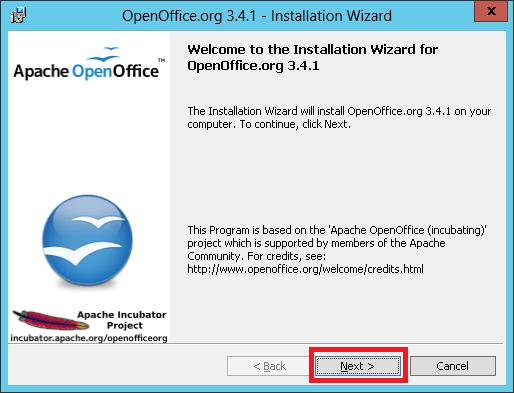 OpenOffice.org 3.4.1 - Installation Wizard
X
Apache OpenOffice™
Welcome to the Installation Wizard for
OpenOffice.org 3.4.1
The Installation Wizard will install OpenOffice.org 3.4.1 on your
computer. To continue, click Next.
This Program is based on the 'Apache OpenOffice (incubating)'
project which is supported by members of the Apache
Community. For credits, see:
http://www.openoffice.org/welcome/credits.html
Apache Incubator
Project
incubator.apache.org/openofficeorg
< Back
Next >
Cancel